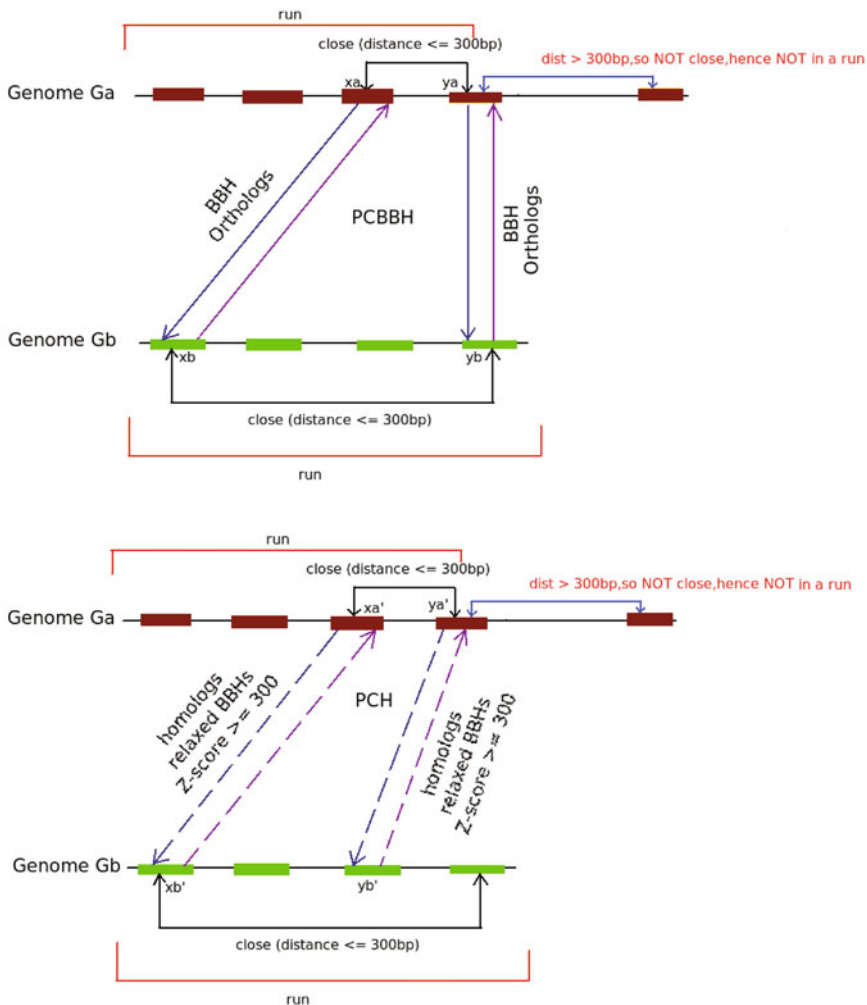 run
close (distance <= 300bp)
dist > 300bp,so NOT close,hence NOT in a run
xa
ya
Genome Ga
BBH
Orthologs
PCBBH
BBH
Orthologs
Genome Gb
xb
yb
close (distance <= 300bp)
run
run
close (distance <= 300bp)
dist > 300bp,so NOT close,hence NOT in a run
xa'
ya'
Genome Ga
homologs
relaxed BBHs
Z-score >= 300
PCH
homologs
relaxed BBHs
Z-score >= 300
Genome Gb
xb'
yb'
close (distance <= 300bp)
run